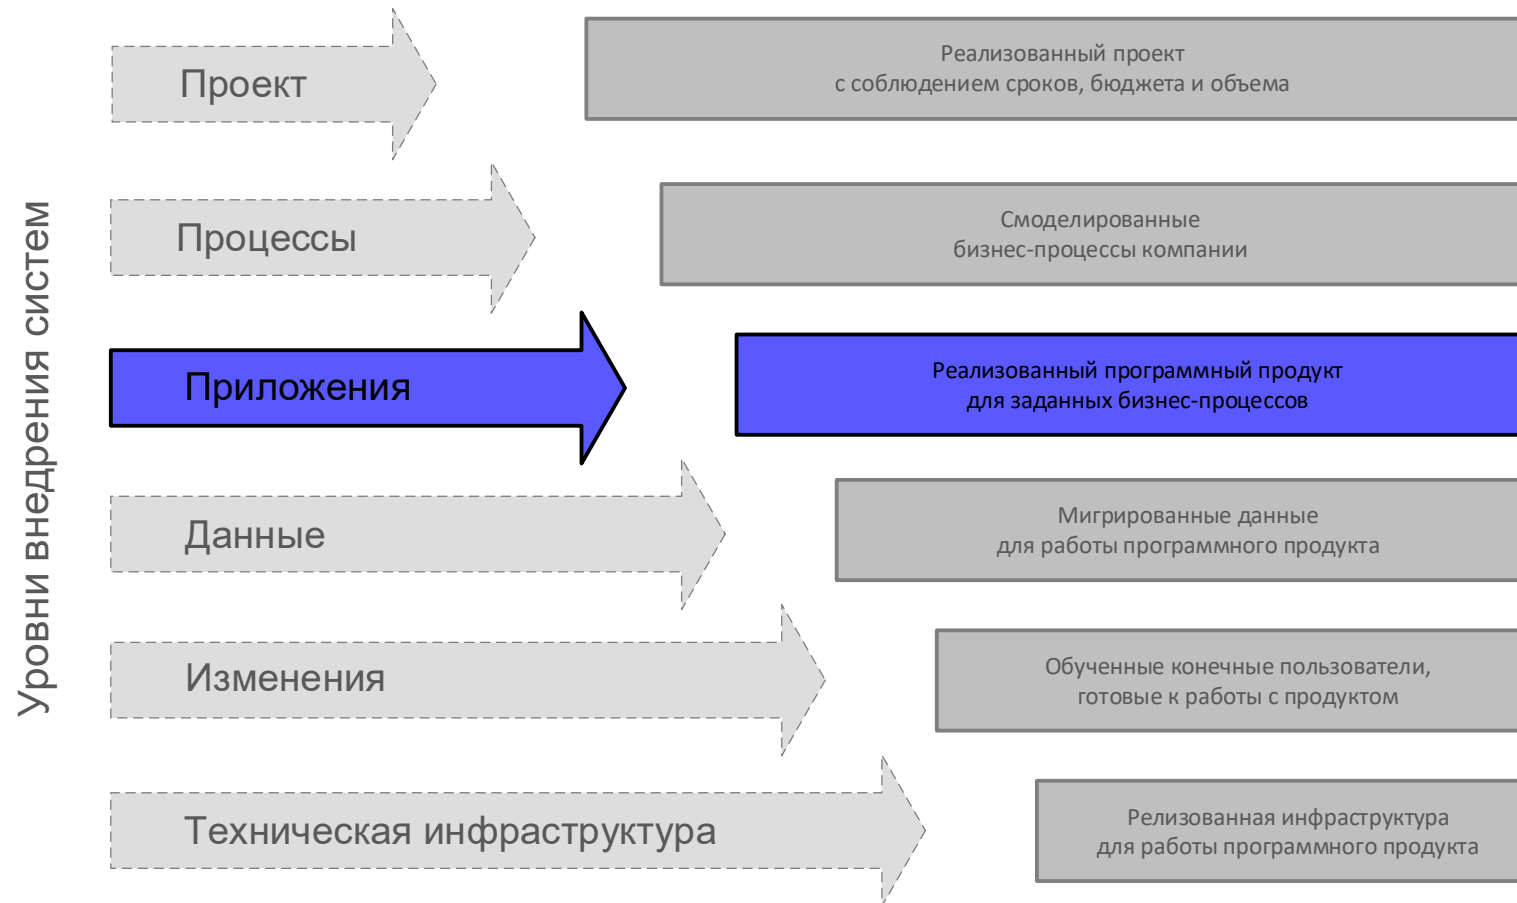 Уровни внедрения систем
Проект
Реализованный проект
с соблюдением сроков, бюджета и объема
Процессы
Смоделированные
бизнес-процессы компании
Приложения
Реализованный программный продукт
для заданных бизнес-процессов
Данные
Мигрированные данные
для работы программного продукта
Изменения
Обученные конечные пользователи,
готовые к работы с продуктом
Техническая инфраструктура
Релизованная инфраструктура
для работы программного продукта